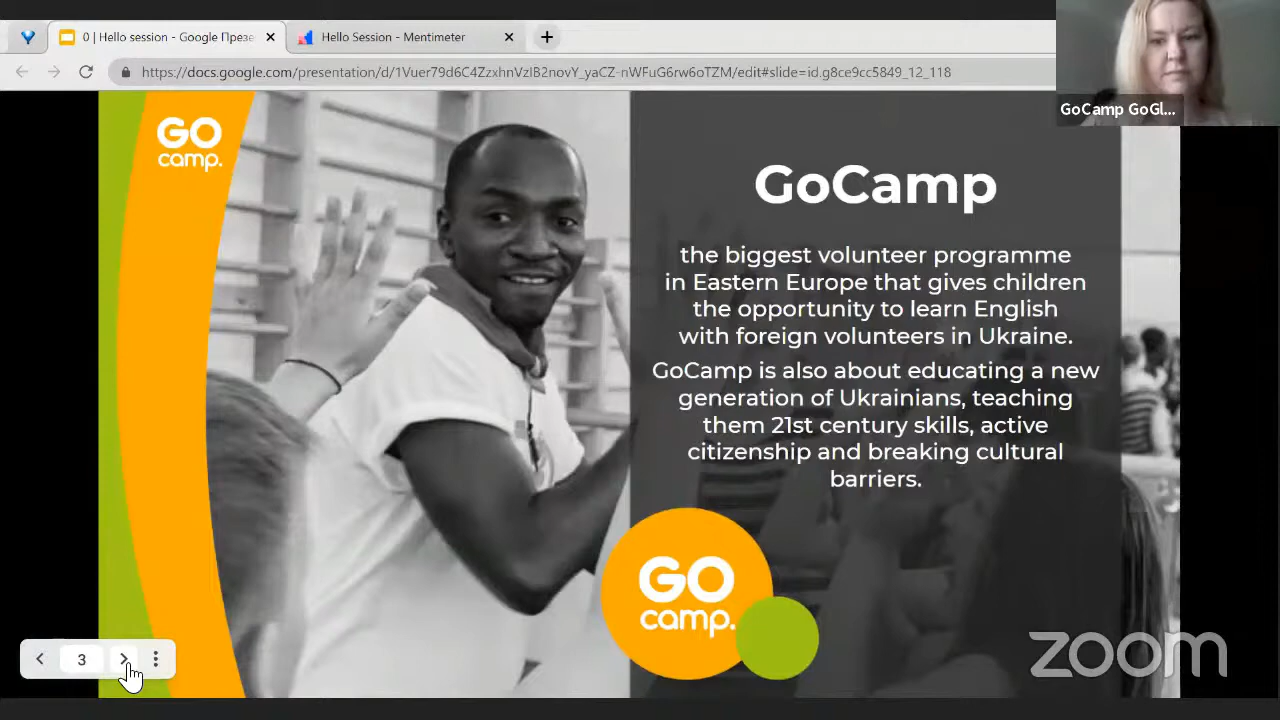 0 | Hello session - Google Презе
Hello Session - Mentimeter
https://docs.google.com/presentation/d/1Vuer79d6C4ZzxhnVzlB2novY_yaCZ-nWFuG6rw6oTZM/edit#slide=id.g8ce9cc5849_12_118
GoCamp GoGl...
GO
camp.
GoCamp
the biggest volunteer programme
in Eastern Europe that gives children
the opportunity to learn English
with foreign volunteers in Ukraine.
GoCamp is also about educating a new
generation of Ukrainians, teaching
them 21st century skills, active
citizenship and breaking cultural
barriers.
GO
camp.
3
zoom